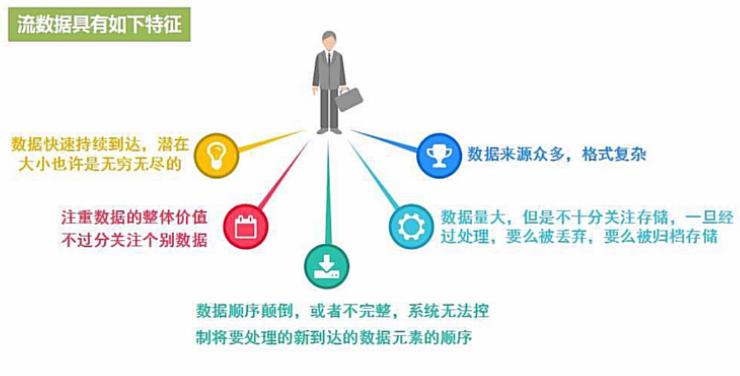 流数据具有如下特征
数据快速持续到达，潜在
大小也许是无穷无尽的
数据来源众多，格式复杂
注重数据的整体价值
不过分关注个别数据
数据量大，但是不十分关注存储，一旦经
过处理，要么被丢弃，要么被归档存储
数据顺序颠倒，或者不完整，系统无法控
制将要处理的新到达的数据元素的顺序